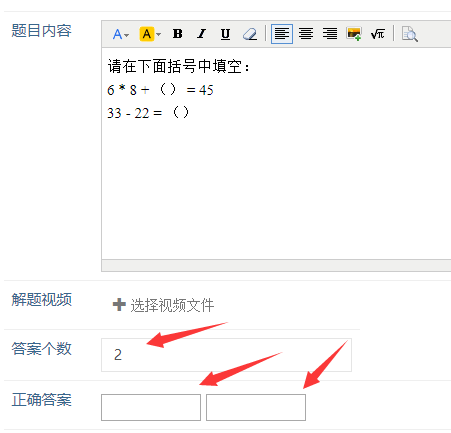 题目内容
A A B I U √π
请在下面括号中填空：
6 * 8 + （ ） = 45
33 - 22 = （ ）
解题视频
选择视频文件
答案个数
2
正确答案